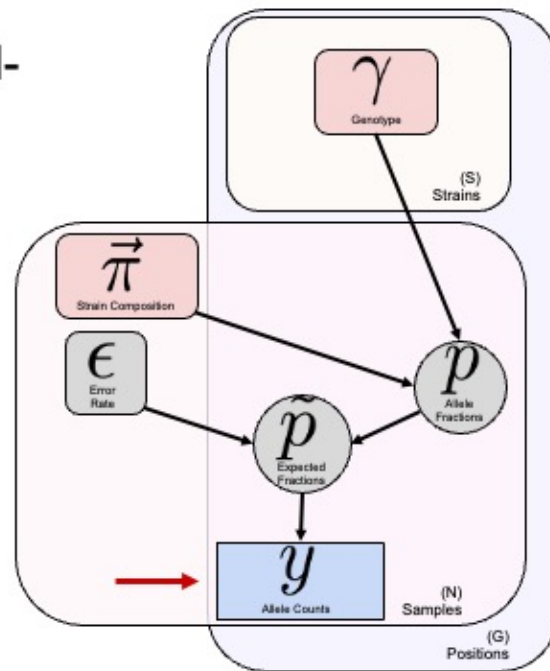 l-
γ
Genotype
(S)
Strains
π⃗
Strain Composition
ϵ
Error
Rate
p
Allele
Fractions
p̃
Expected
Fractions
y
Allele Counts
(N)
Samples
(G)
Positions